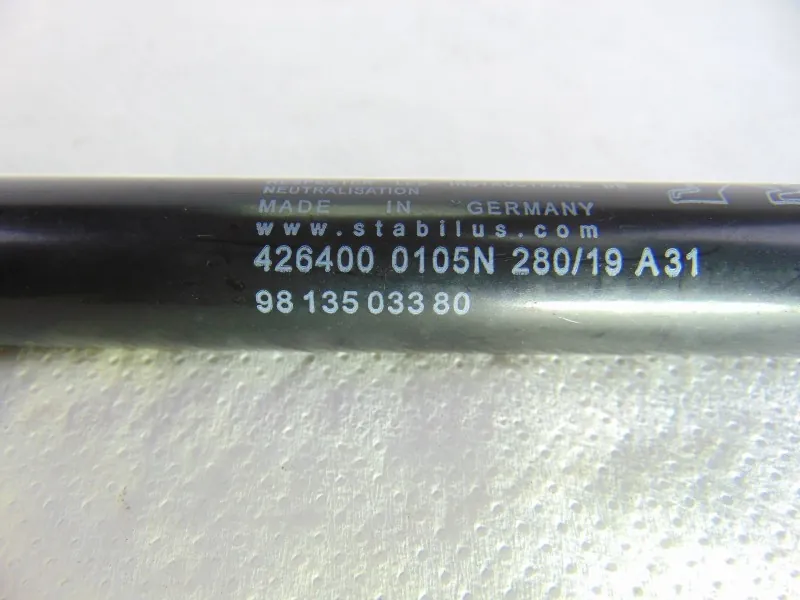 NEUTRALISATION
MADE IN GERMANY
www.stabilus.com
426400 0105N 280/19 A31
98 135 033 80